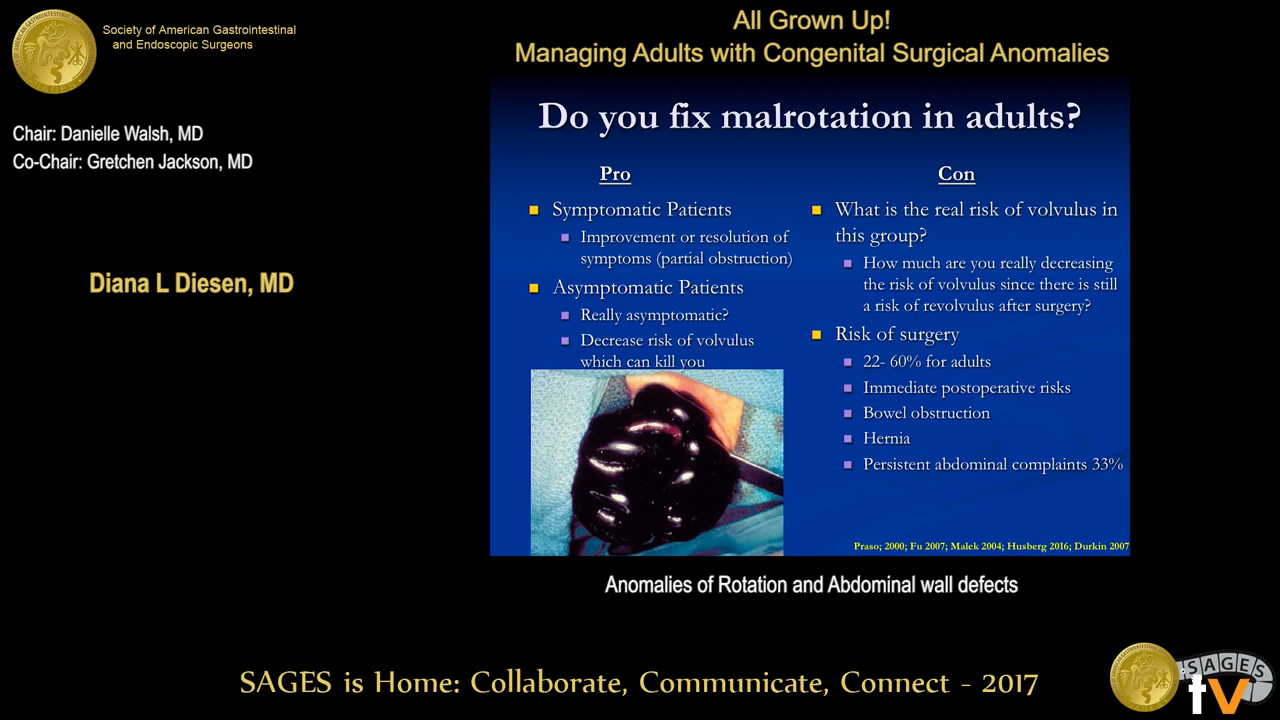 Society of American Gastrointestinal
and Endoscopic Surgeons
Chair: Danielle Walsh, MD
Co-Chair: Gretchen Jackson, MD
Diana L Diesen, MD
All Grown Up!
Managing Adults with Congenital Surgical Anomalies
Do you fix malrotation in adults?
Pro
Symptomatic Patients
Improvement or resolution of
symptoms (partial obstruction)
Asymptomatic Patients
Really asymptomatic?
Decrease risk of volvulus
which can kill you
Con
What is the real risk of volvulus in
this group?
How much are you really decreasing
the risk of volvulus since there is still
a risk of revolvulus after surgery?
Risk of surgery
22- 60% for adults
Immediate postoperative risks
Bowel obstruction
Hernia
Persistent abdominal complaints 33%
Praso; 2000; Fu 2007; Malek 2004; Husberg 2016; Durkin 2007
Anomalies of Rotation and Abdominal wall defects
SAGES is Home: Collaborate, Communicate, Connect - 2017
SAGES
tv